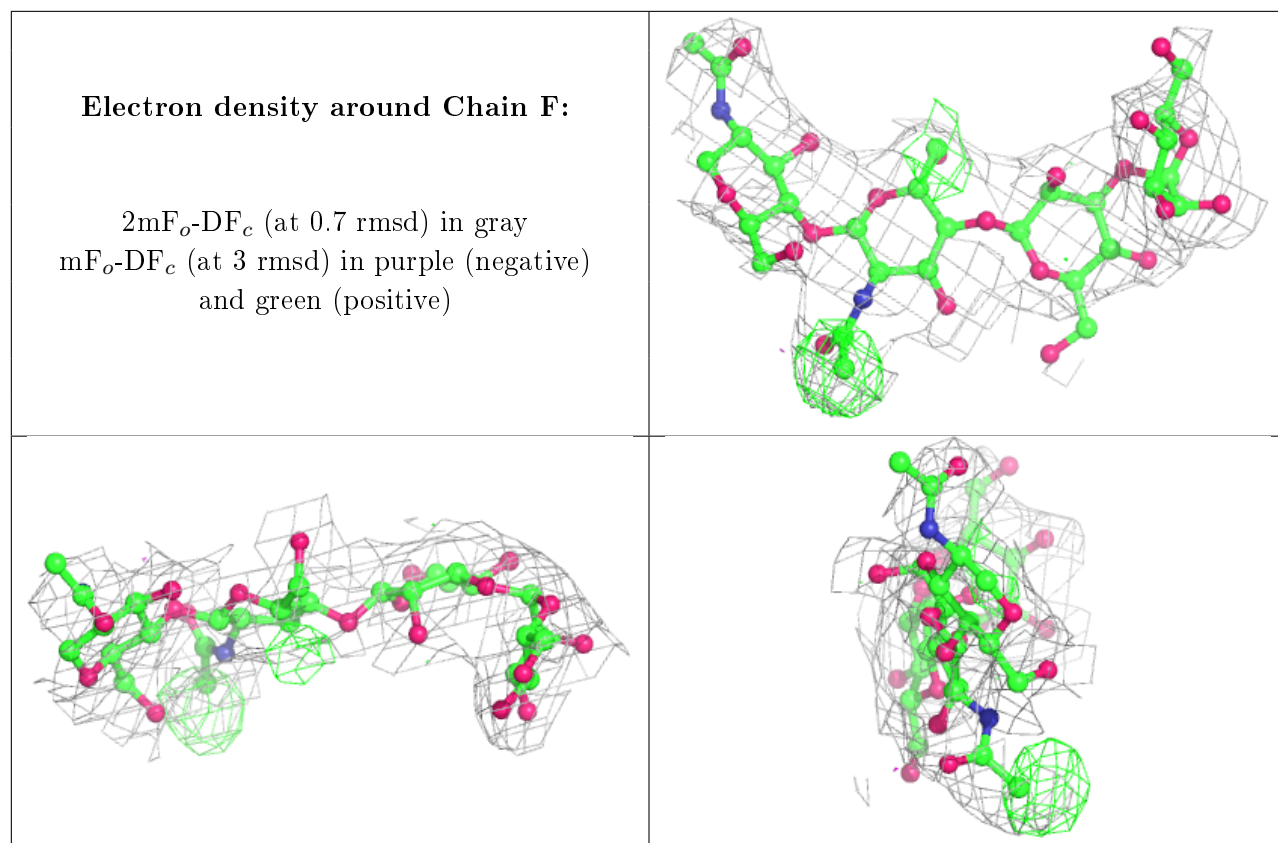 Electron density around Chain F:
2mFₒ-DF𝒸 (at 0.7 rmsd) in gray
mFₒ-DF𝒸 (at 3 rmsd) in purple (negative)
and green (positive)